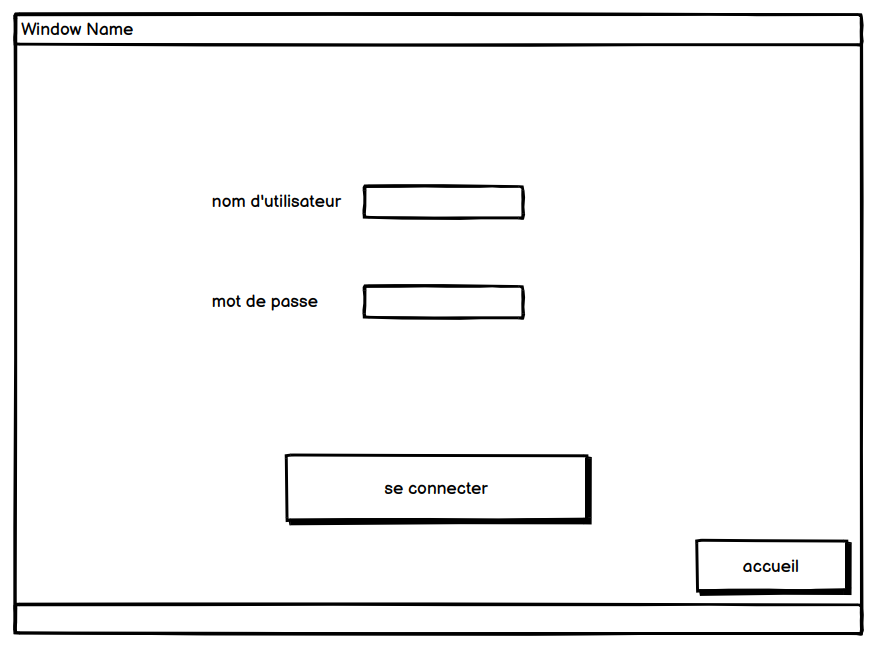 Window Name
nom d'utilisateur
mot de passe
se connecter
accueil